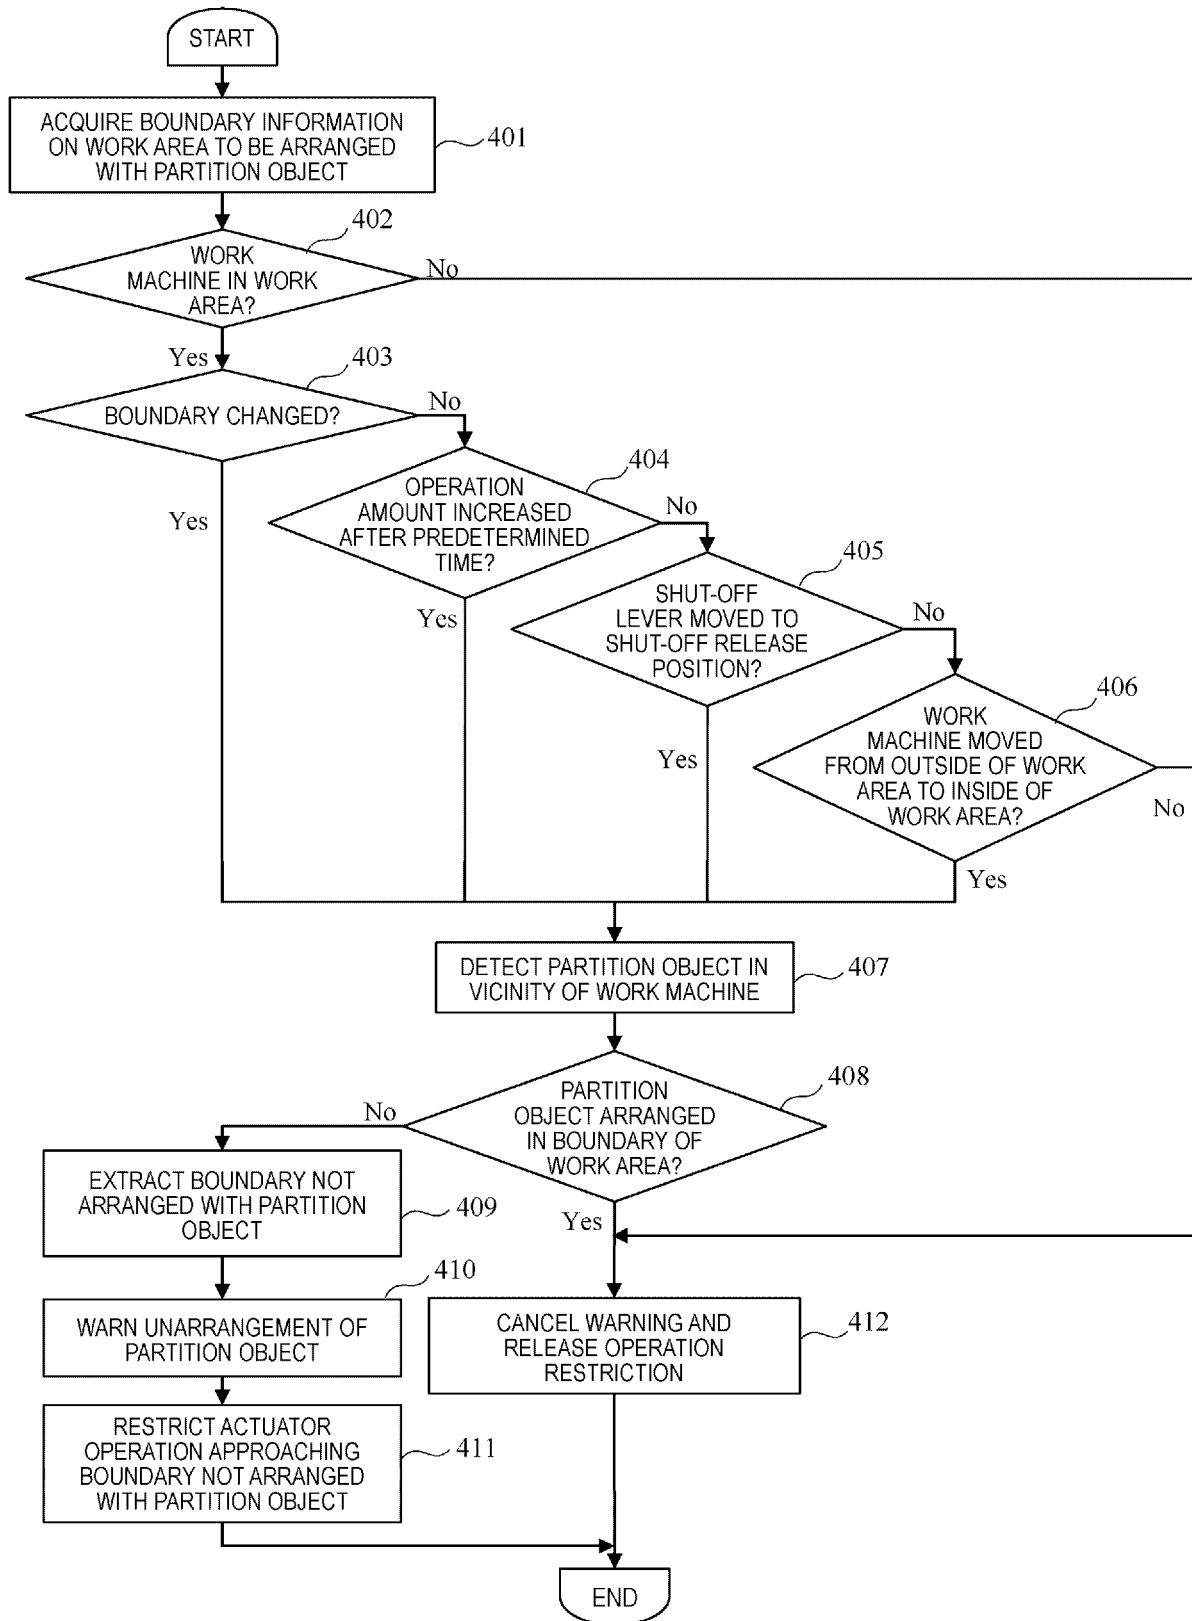 START
ACQUIRE BOUNDARY INFORMATION
ON WORK AREA TO BE ARRANGED
WITH PARTITION OBJECT
401
402
WORK
MACHINE IN WORK
AREA?
No
Yes
403
BOUNDARY CHANGED?
No
Yes
404
OPERATION
AMOUNT INCREASED
AFTER PREDETERMINED
TIME?
No
Yes
405
SHUT-OFF
LEVER MOVED TO
SHUT-OFF RELEASE
POSITION?
No
Yes
406
WORK
MACHINE MOVED
FROM OUTSIDE OF WORK
AREA TO INSIDE OF
WORK AREA?
No
Yes
DETECT PARTITION OBJECT IN
VICINITY OF WORK MACHINE
407
408
PARTITION
OBJECT ARRANGED
IN BOUNDARY OF
WORK AREA?
No
Yes
EXTRACT BOUNDARY NOT
ARRANGED WITH PARTITION
OBJECT
409
410
WARN UNARRANGEMENT OF
PARTITION OBJECT
RESTRICT ACTUATOR
OPERATION APPROACHING
BOUNDARY NOT ARRANGED
WITH PARTITION OBJECT
411
CANCEL WARNING AND
RELEASE OPERATION
RESTRICTION
412
END